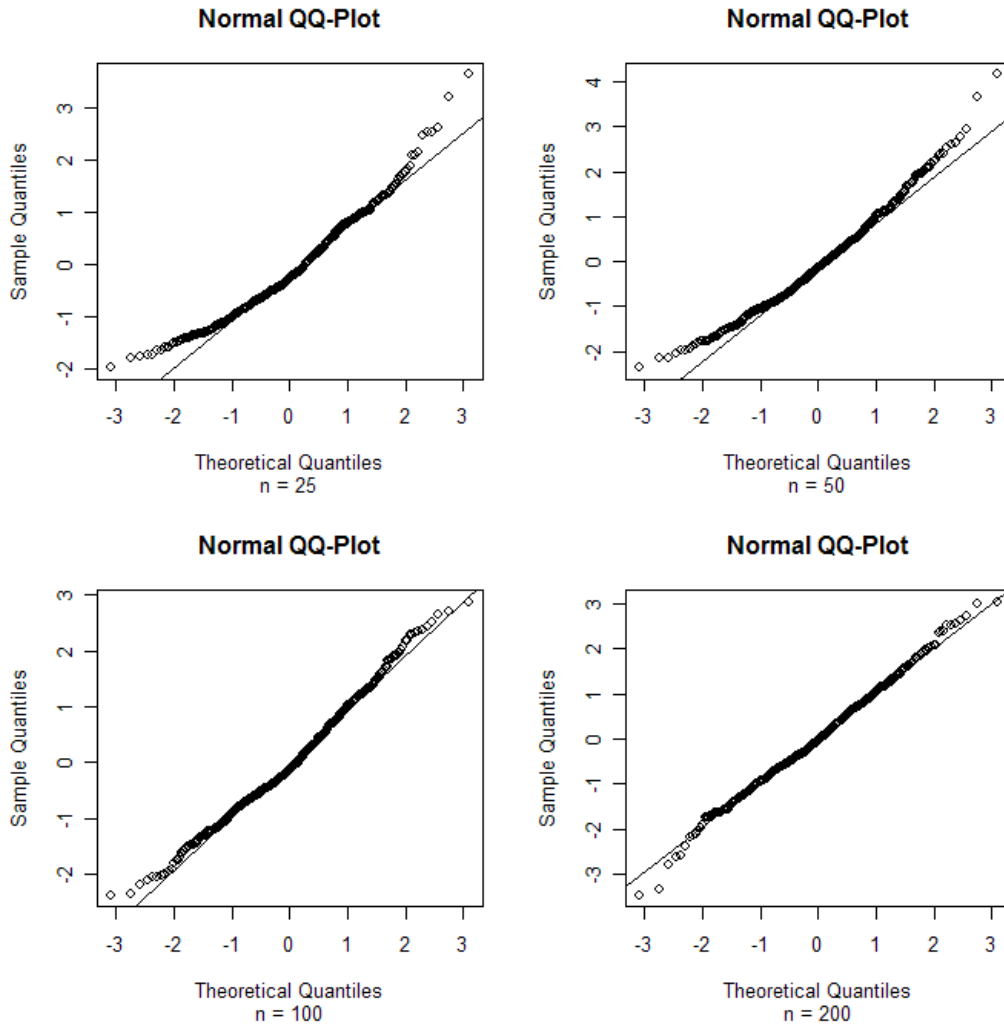 Normal QQ-Plot
Sample Quantiles
3
2
1
0
-1
-2
-3 -2 -1 0 1 2 3
Theoretical Quantiles
n = 25
Normal QQ-Plot
Sample Quantiles
4
3
2
1
0
-1
-2
-3 -2 -1 0 1 2 3
Theoretical Quantiles
n = 50
Normal QQ-Plot
Sample Quantiles
3
2
1
0
-1
-2
-3 -2 -1 0 1 2 3
Theoretical Quantiles
n = 100
Normal QQ-Plot
Sample Quantiles
3
2
1
0
-1
-2
-3
-3 -2 -1 0 1 2 3
Theoretical Quantiles
n = 200